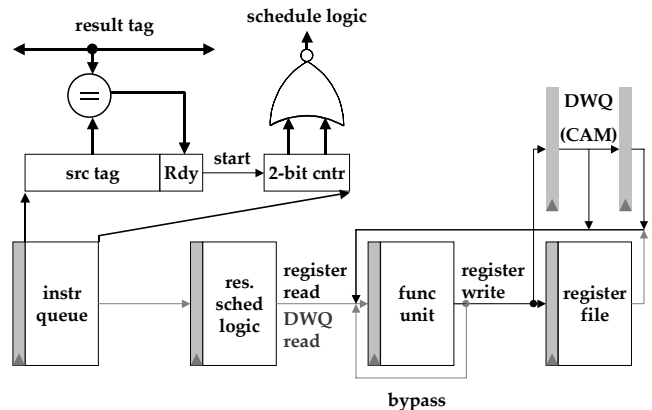 result tag
schedule logic
=
src tag
Rdy
start
2-bit cntr
DWQ
(CAM)
instr
queue
res.
sched
logic
register
read
DWQ
read
func
unit
register
write
register
file
bypass